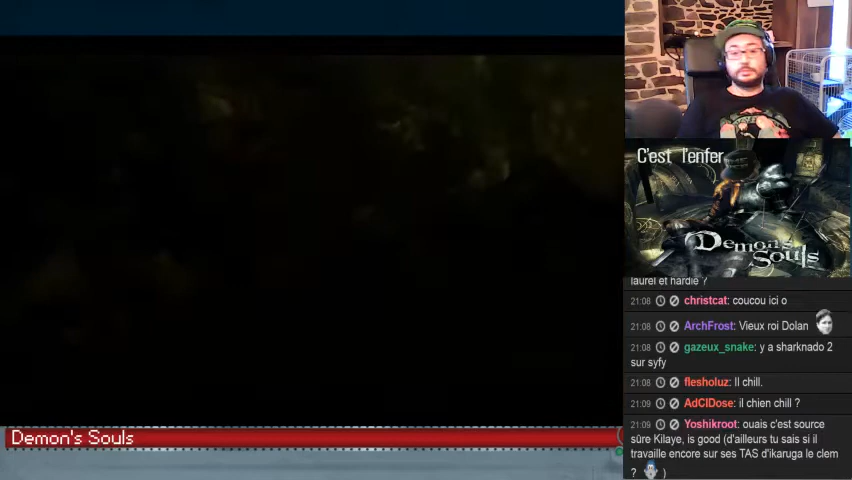 C'est l'enfer
Demon's
Souls
laurel et hardie ?
21:08 christcat: coucou ici o
21:08 ArchFrost: Vieux roi Dolan
21:08 gazeux_snake: y a sharknado 2
sur syfy
21:08 flesholuz: Il chill.
21:09 AdClDose: il chien chill ?
21:09 Yoshikroot: ouais c'est source
sûre Kilaye, is good (d'ailleurs tu sais si il
travaille encore sur ses TAS d'ikaruga le clem
? )
Demon's Souls